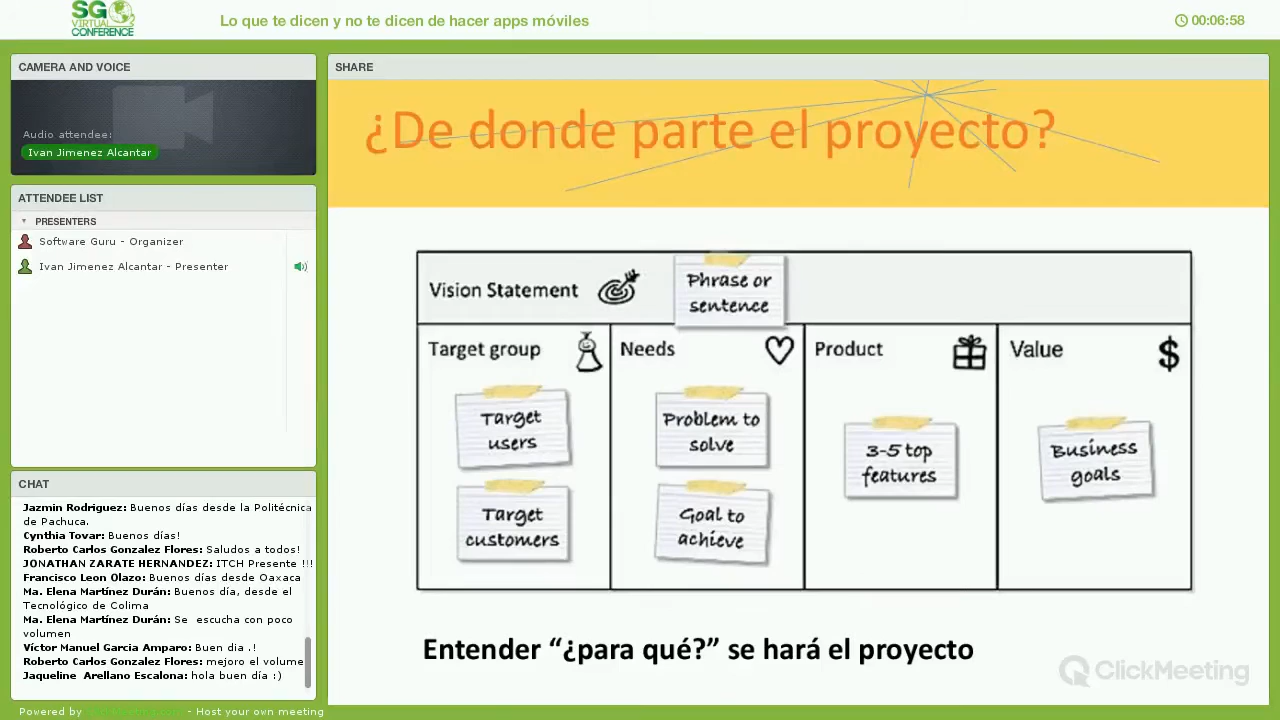 SG
VIRTUAL
CONFERENCE
Lo que te dicen y no te dicen de hacer apps móviles
00:06:58
CAMERA AND VOICE
Audio attendee:
Ivan Jimenez Alcantar
ATTENDEE LIST
PRESENTERS
Software Guru - Organizer
Ivan Jimenez Alcantar - Presenter
CHAT
Jazmin Rodriguez: Buenos días desde la Politécnica
de Pachuca.
Cynthia Tovar: Buenos días!
Roberto Carlos Gonzalez Flores: Saludos a todos!
JONATHAN ZARATE HERNANDEZ: ITCH Presente !!!
Francisco Leon Olazo: Buenos días desde Oaxaca
Ma. Elena Martínez Durán: Buenos día, desde el
Tecnológico de Colima
Ma. Elena Martínez Durán: Se escucha con poco
volumen
Víctor Manuel Garcia Amparo: Buen dia .!
Roberto Carlos Gonzalez Flores: mejoro el volume
Jaqueline Arellano Escalona: hola buen día :)
Powered by - Host your own meeting
SHARE
¿De donde parte el proyecto?
Vision Statement
Phrase or
sentence
Target group
Target
users
Target
customers
Needs
Problem to
solve
Goal to
achieve
Product
3-5 top
features
Value
$
Business
goals
Entender “¿para qué?” se hará el proyecto
ClickMeeting